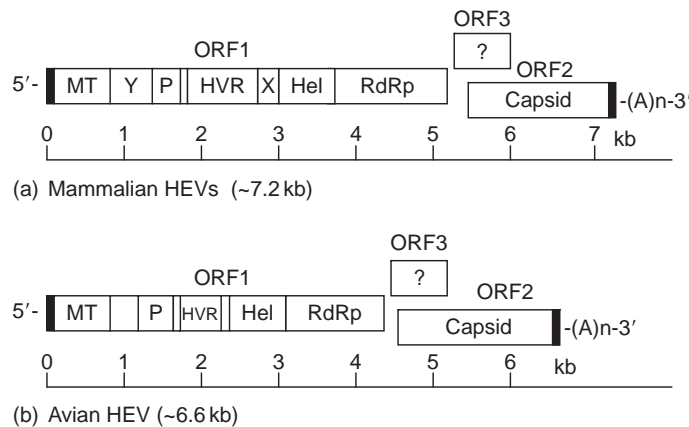 ORF3
ORF1
?
ORF2
5′- MT Y P HVR X Hel RdRp Capsid -(A)n-3′
0 1 2 3 4 5 6 7 kb
(a) Mammalian HEVs (~7.2 kb)
ORF3
ORF1
?
ORF2
5′- MT P HVR Hel RdRp Capsid -(A)n-3′
0 1 2 3 4 5 6 kb
(b) Avian HEV (~6.6 kb)